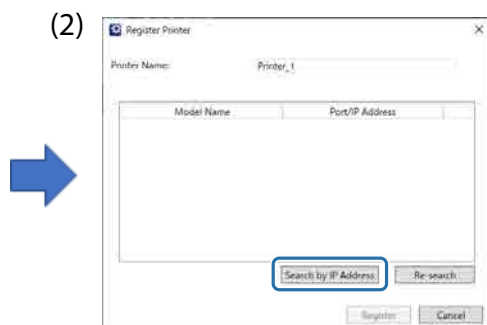 (2)
Register Printer
Printer Name: Printer_1
Model Name Port/IP Address
Search by IP Address Re-search
Register Cancel